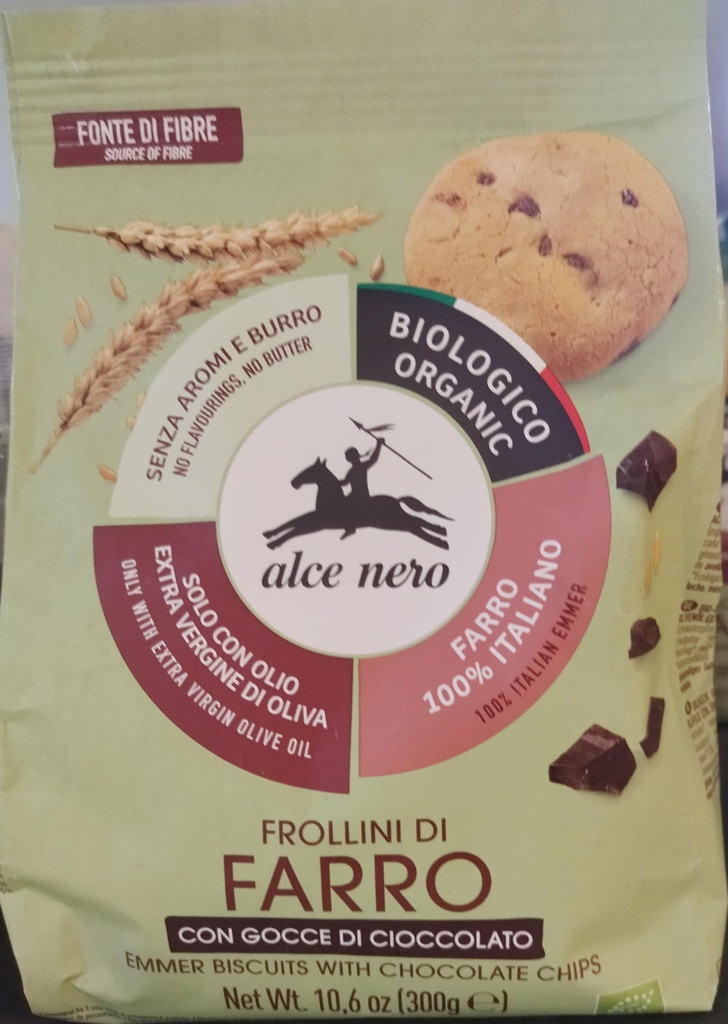 FONTE DI FIBRE
SOURCE OF FIBRE
SENZA AROMI E BURRO
NO FLAVOURINGS, NO BUTTER
BIOLOGICO
ORGANIC
alce nero
SOLO CON OLIO
EXTRA VERGINE DI OLIVA
ONLY WITH EXTRA VIRGIN OLIVE OIL
FARRO
100% ITALIANO
100% ITALIAN EMMER
FROLLINI DI
FARRO
CON GOCCE DI CIOCCOLATO
EMMER BISCUITS WITH CHOCOLATE CHIPS
Net Wt. 10,6 oz (300g ℮)